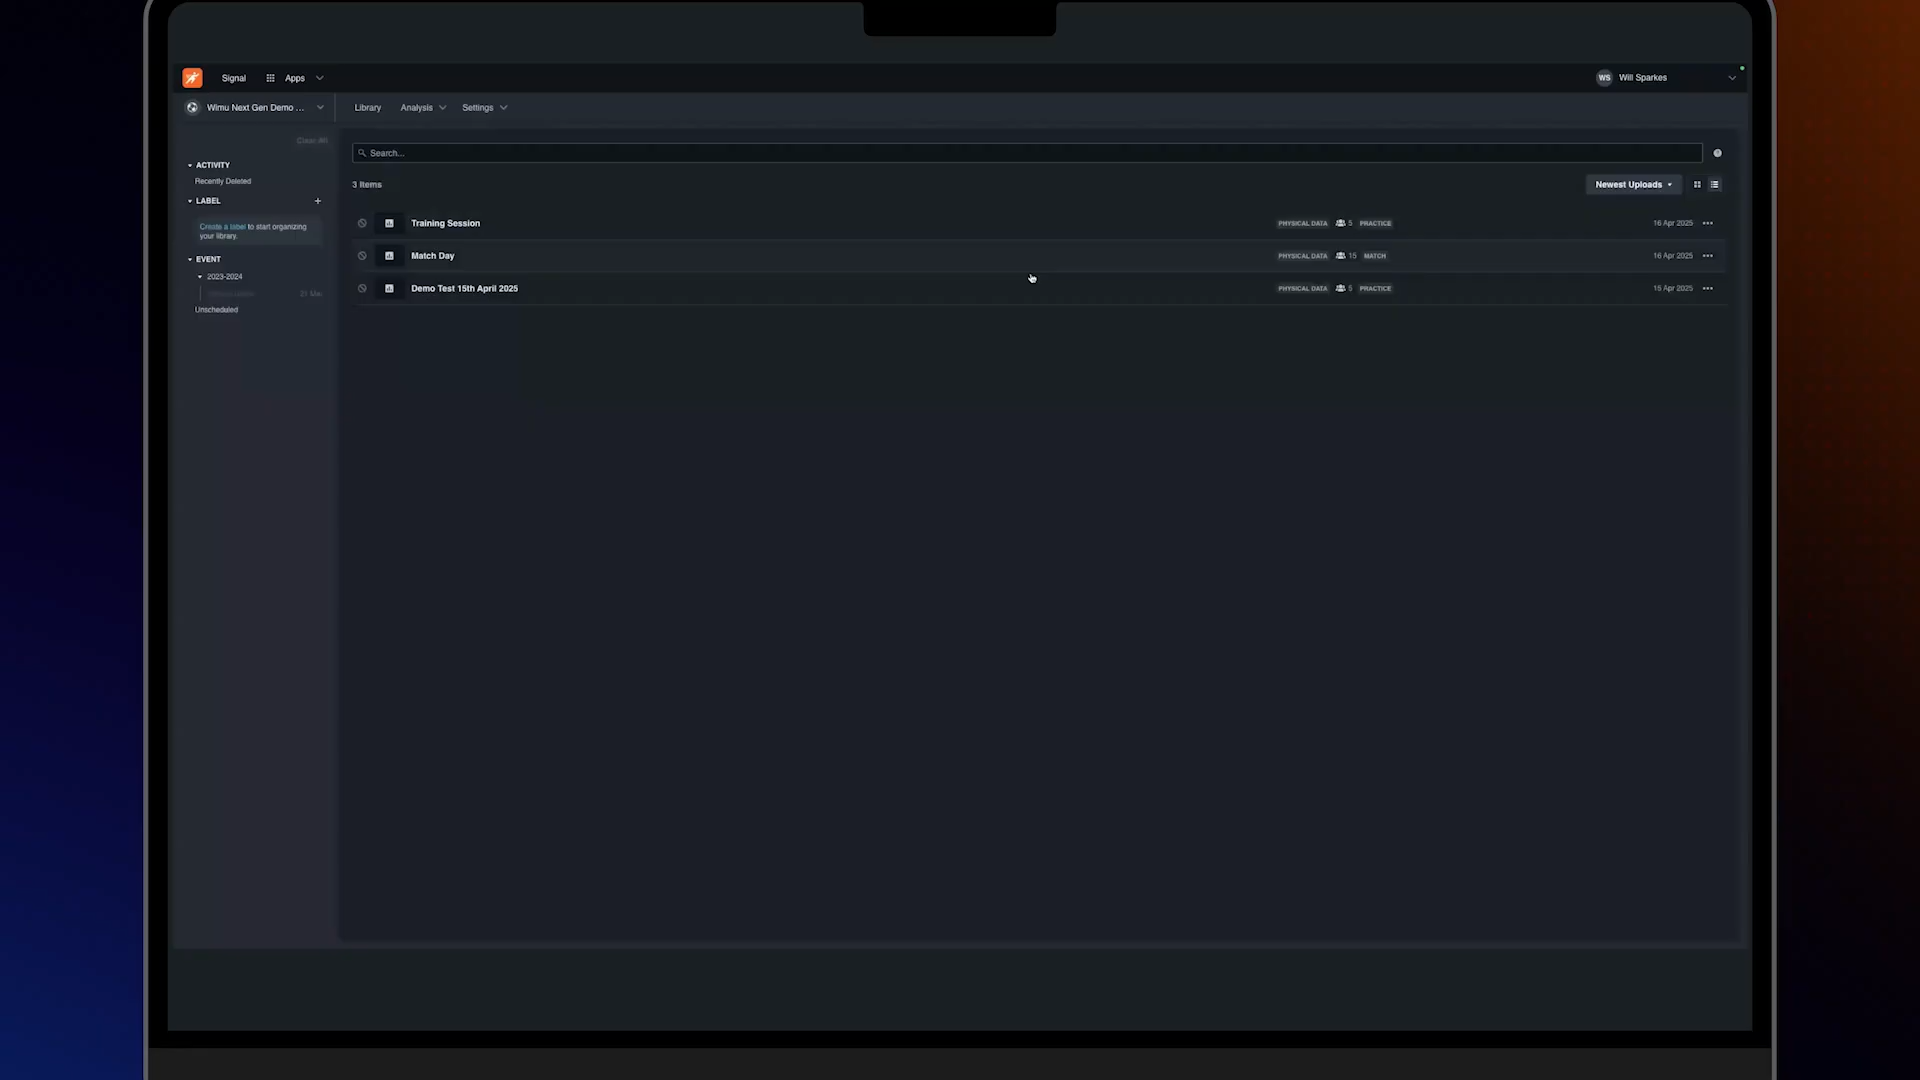 Signal Apps WS Will Sparkes
Wimu Next Gen Demo ... Library Analysis Settings
Clear All
Search...
ACTIVITY
Recently Deleted
3 Items Newest Uploads
LABEL +
Create a label to start organizing
your library.
Training Session PHYSICAL DATA 5 PRACTICE 16 Apr 2025
Match Day PHYSICAL DATA 15 MATCH 16 Apr 2025
EVENT
2023-2024
Demo Test 15th April 2025 PHYSICAL DATA 5 PRACTICE 15 Apr 2025
Unscheduled